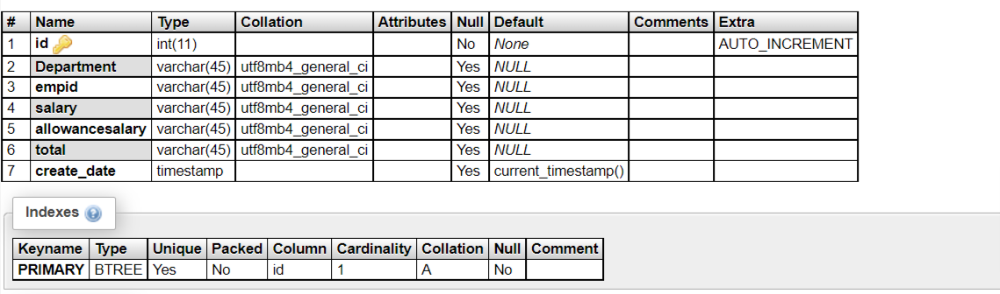 # Name Type Collation Attributes Null Default Comments Extra
1 id int(11) No None AUTO_INCREMENT
2 Department varchar(45) utf8mb4_general_ci Yes NULL
3 empid varchar(45) utf8mb4_general_ci Yes NULL
4 salary varchar(45) utf8mb4_general_ci Yes NULL
5 allowancesalary varchar(45) utf8mb4_general_ci Yes NULL
6 total varchar(45) utf8mb4_general_ci Yes NULL
7 create_date timestamp Yes current_timestamp()
Indexes ?
Keyname Type Unique Packed Column Cardinality Collation Null Comment
PRIMARY BTREE Yes No id 1 A No